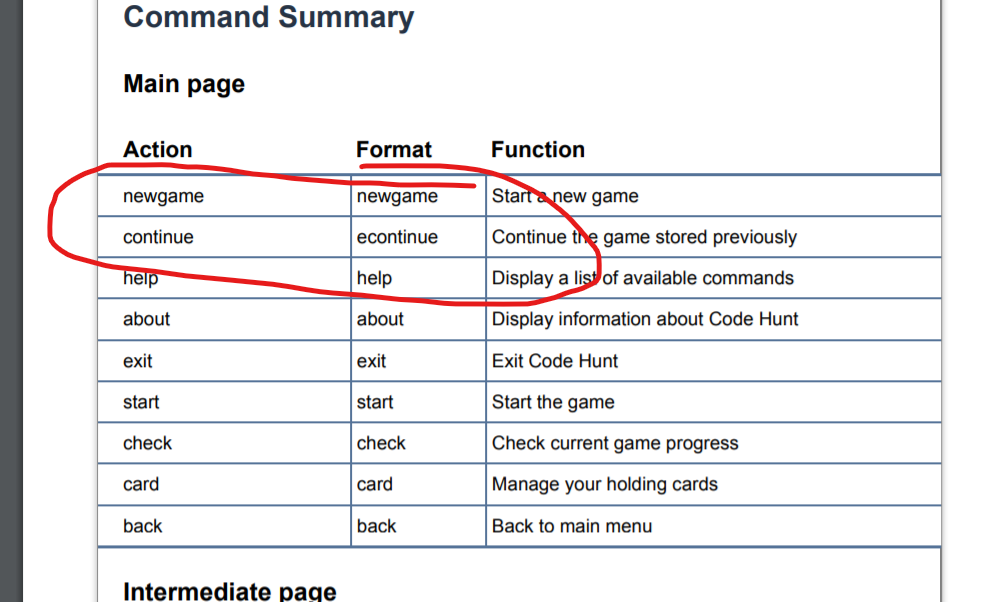 Command Summary
Main page
Action Format Function
newgame newgame Start a new game
continue econtinue Continue the game stored previously
help help Display a list of available commands
about about Display information about Code Hunt
exit exit Exit Code Hunt
start start Start the game
check check Check current game progress
card card Manage your holding cards
back back Back to main menu
Intermediate page